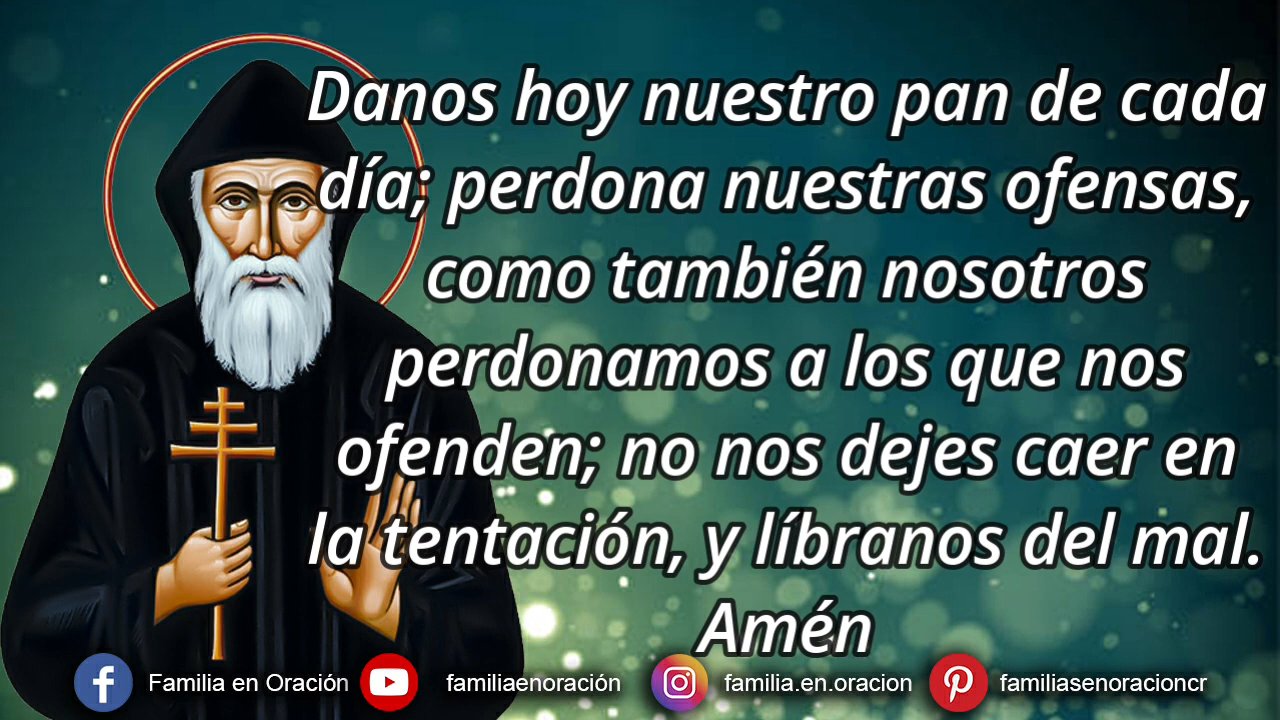 Danos hoy nuestro pan de cada
día; perdona nuestras ofensas,
como también nosotros
perdonamos a los que nos
ofenden; no nos dejes caer en
la tentación, y líbranos del mal.
Amén
Familia en Oración familiaenoración familia.en.oracion familiasenoracioncr